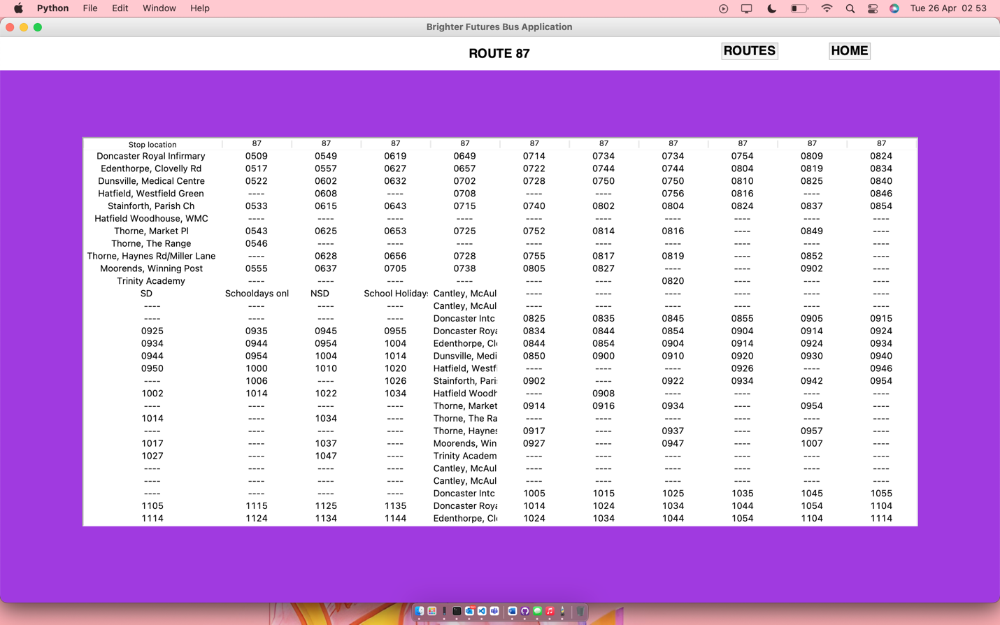 Python File Edit Window Help Tue 26 Apr 02 53
Brighter Futures Bus Application
ROUTE 87 ROUTES HOME
Stop location 87 87 87 87 87 87 87 87 87 87
Doncaster Royal Infirmary 0509 0549 0619 0649 0714 0734 0734 0754 0809 0824
Edenthorpe, Clovelly Rd 0517 0557 0627 0657 0722 0744 0744 0804 0819 0834
Dunsville, Medical Centre 0522 0602 0632 0702 0728 0750 0750 0810 0825 0840
Hatfield, Westfield Green ---- 0608 ---- 0708 ---- ---- 0756 0816 ---- 0846
Stainforth, Parish Ch 0533 0615 0643 0715 0740 0802 0804 0824 0837 0854
Hatfield Woodhouse, WMC ---- ---- ---- ---- ---- ---- ---- ---- ---- ----
Thorne, Market Pl 0543 0625 0653 0725 0752 0814 0816 ---- 0849 ----
Thorne, The Range 0546 ---- ---- ---- ---- ---- ---- ---- ---- ----
Thorne, Haynes Rd/Miller Lane ---- 0628 0656 0728 0755 0817 0819 ---- 0852 ----
Moorends, Winning Post 0555 0637 0705 0738 0805 0827 ---- ---- 0902 ----
Trinity Academy ---- ---- ---- ---- ---- ---- 0820 ---- ---- ----
SD Schooldays onl NSD School Holidays Cantley, McAul ---- ---- ---- ---- ---- ----
---- ---- ---- ---- Cantley, McAul ---- ---- ---- ---- ---- ----
---- ---- ---- ---- Doncaster Intc 0825 0835 0845 0855 0905 0915
0925 0935 0945 0955 Doncaster Roya 0834 0844 0854 0904 0914 0924
0934 0944 0954 1004 Edenthorpe, Cl 0844 0854 0904 0914 0924 0934
0944 0954 1004 1014 Dunsville, Medi 0850 0900 0910 0920 0930 0940
0950 1000 1010 1020 Hatfield, Westf ---- ---- ---- 0926 ---- 0946
---- 1006 ---- 1026 Stainforth, Pari 0902 ---- 0922 0934 0942 0954
1002 1014 1022 1034 Hatfield Woodh ---- 0908 ---- ---- ---- ----
---- ---- ---- ---- Thorne, Market 0914 0916 0934 ---- 0954 ----
1014 ---- 1034 ---- Thorne, The Ra ---- ---- ---- ---- ---- ----
---- ---- ---- ---- Thorne, Haynes 0917 ---- 0937 ---- 0957 ----
1017 ---- 1037 ---- Moorends, Win 0927 ---- 0947 ---- 1007 ----
1027 ---- 1047 ---- Trinity Academ ---- ---- ---- ---- ---- ----
---- ---- ---- ---- Cantley, McAul ---- ---- ---- ---- ---- ----
---- ---- ---- ---- Cantley, McAul ---- ---- ---- ---- ---- ----
---- ---- ---- ---- Doncaster Intc 1005 1015 1025 1035 1045 1055
1105 1115 1125 1135 Doncaster Roya 1014 1024 1034 1044 1054 1104
1114 1124 1134 1144 Edenthorpe, Cl 1024 1034 1044 1054 1104 1114